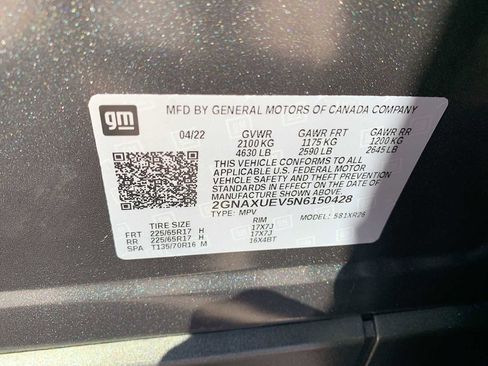 gm
MFD BY GENERAL MOTORS OF CANADA COMPANY
04/22 GVWR GAWR FRT GAWR RR
2100 KG 1175 KG 1200 KG
4630 LB 2590 LB 2645 LB
THIS VEHICLE CONFORMS TO ALL
APPLICABLE U.S. FEDERAL MOTOR
VEHICLE SAFETY AND THEFT PREVENTION
STANDARDS IN EFFECT ON THE DATE OF
MANUFACTURE SHOWN ABOVE.
2GNAXUEV5N6150428
TYPE: MPV MODEL: 581XR26
TIRE SIZE RIM
FRT 225/65R17 H 17X7J
RR 225/65R17 H 17X7J
SPA T135/70R16 M 16X4BT